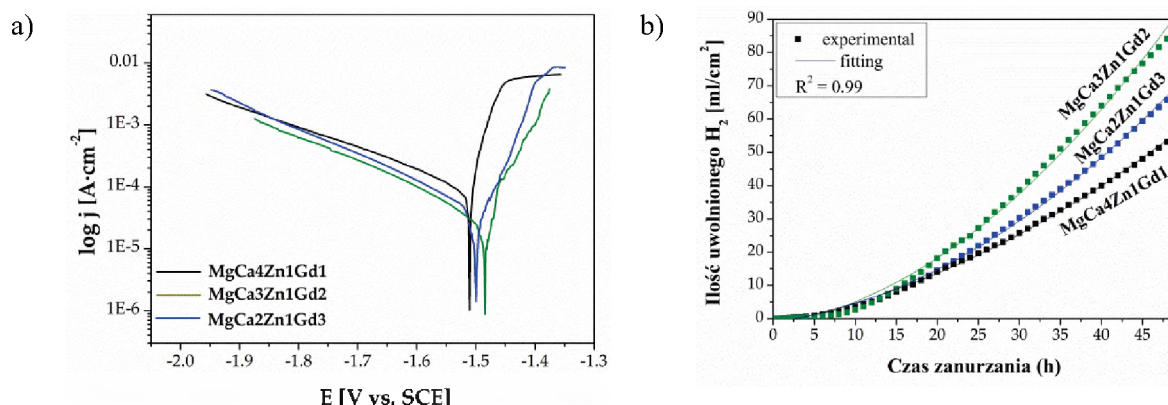 a)
log j [A·cm⁻²]
0.01
1E-3
1E-4
1E-5
1E-6
MgCa4Zn1Gd1
MgCa3Zn1Gd2
MgCa2Zn1Gd3
-2.0 -1.9 -1.8 -1.7 -1.6 -1.5 -1.4 -1.3
E [V vs. SCE]
b)
Ilość uwolnionego H₂ [ml/cm²]
90
80
70
60
50
40
30
20
10
0
experimental
fitting
R² = 0.99
MgCa3Zn1Gd2
MgCa2Zn1Gd3
MgCa4Zn1Gd1
0 5 10 15 20 25 30 35 40 45
Czas zanurzania (h)